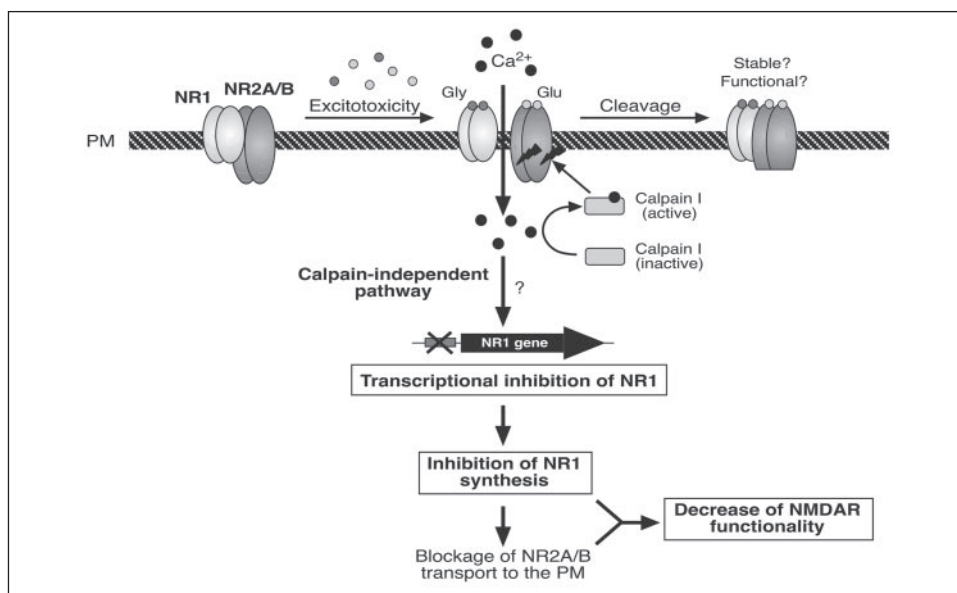 Ca2+
Stable?
Functional?
NR1
NR2A/B
Excitotoxicity
Gly
Glu
Cleavage
PM
Calpain I
(active)
Calpain I
(inactive)
Calpain-independent
pathway
?
NR1 gene
Transcriptional inhibition of NR1
Inhibition of NR1
synthesis
Decrease of NMDAR
functionality
Blockage of NR2A/B
transport to the PM